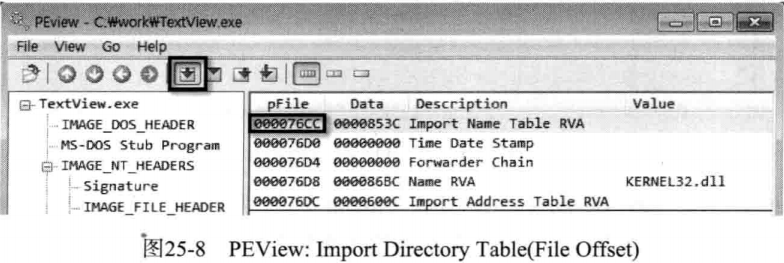 PEview - C:₩work₩TextView.exe
File View Go Help
TextView.exe
IMAGE_DOS_HEADER
MS-DOS Stub Program
IMAGE_NT_HEADERS
Signature
IMAGE_FILE_HEADER
pFile Data Description Value
000076CC 0000853C Import Name Table RVA
000076D0 00000000 Time Date Stamp
000076D4 00000000 Forwarder Chain
000076D8 000086BC Name RVA KERNEL32.dll
000076DC 0000600C Import Address Table RVA
图25-8 PEView: Import Directory Table(File Offset)